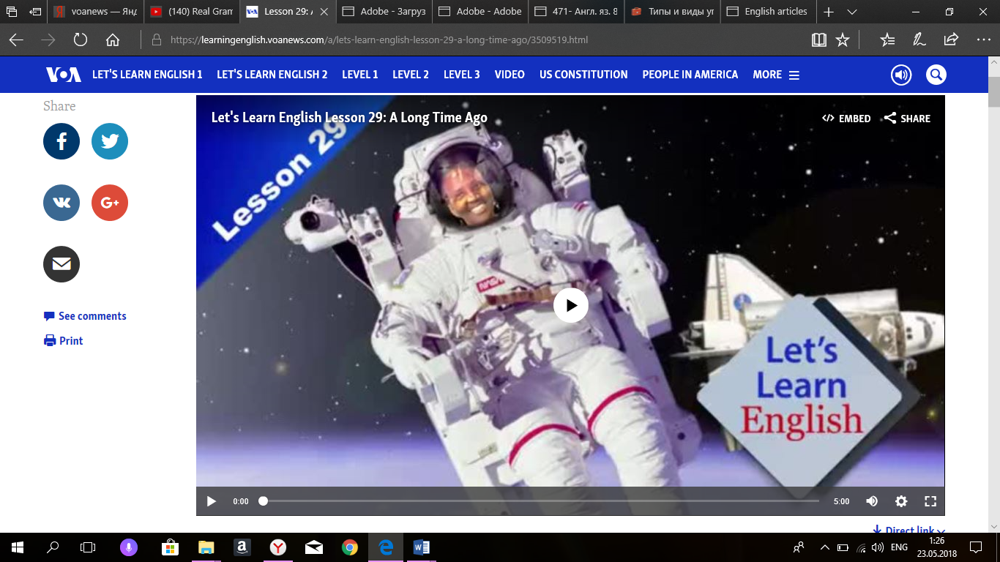 voanews — Янд
(140) Real Gram
Lesson 29: A
Adobe - Загруз
Adobe - Adobe
471- Англ. яз. 8
Типы и виды уп
English articles
https://learningenglish.voanews.com/a/lets-learn-english-lesson-29-a-long-time-ago/3509519.html
VOA LET'S LEARN ENGLISH 1 LET'S LEARN ENGLISH 2 LEVEL 1 LEVEL 2 LEVEL 3 VIDEO US CONSTITUTION PEOPLE IN AMERICA MORE
Share
Let's Learn English Lesson 29: A Long Time Ago
EMBED SHARE
Lesson 29
NASA
See comments
Print
Let's
Learn
English
0:00 5:00
Direct link
ENG
1:26
23.05.2018